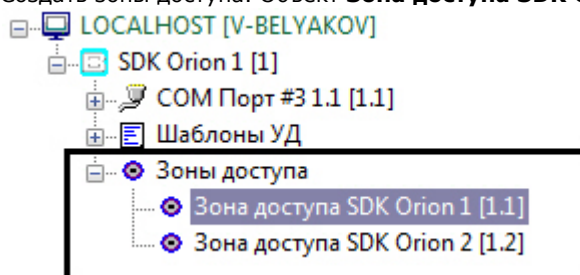 Создать зоны доступа. Объект Зона доступа SDK
LOCALHOST [V-BELYAKOV]
SDK Orion 1 [1]
COM Порт #3 1.1 [1.1]
Шаблоны УД
Зоны доступа
Зона доступа SDK Orion 1 [1.1]
Зона доступа SDK Orion 2 [1.2]